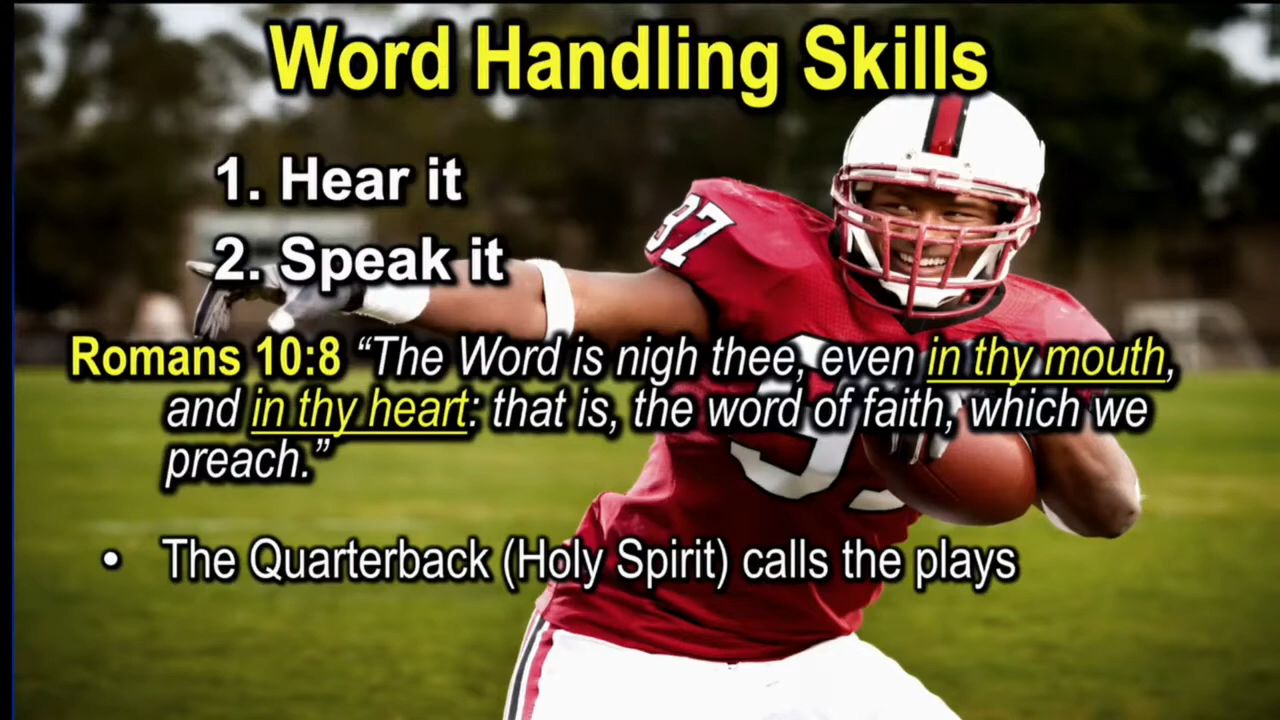 Word Handling Skills
1. Hear it
2. Speak it
97
Romans 10:8 “The Word is nigh thee, even in thy mouth,
and in thy heart: that is, the word of faith, which we
preach.”
• The Quarterback (Holy Spirit) calls the plays